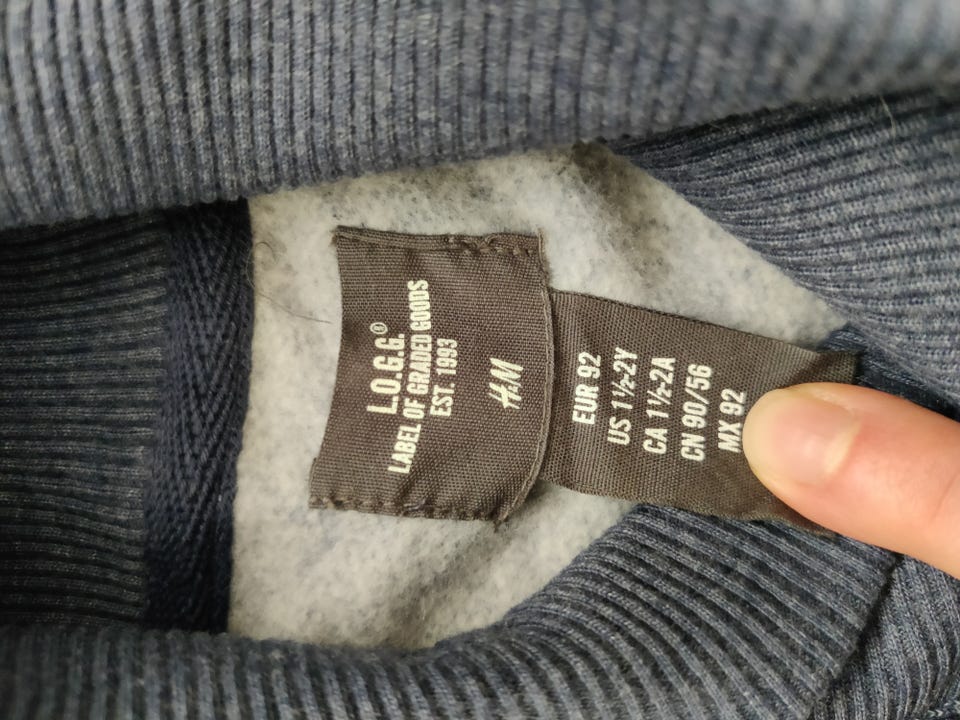 L.O.G.G.®
LABEL OF GRADED GOODS
EST. 1993
H&M
EUR 92
US 1½-2Y
CA 1½-2A
CN 90/56
MX 92